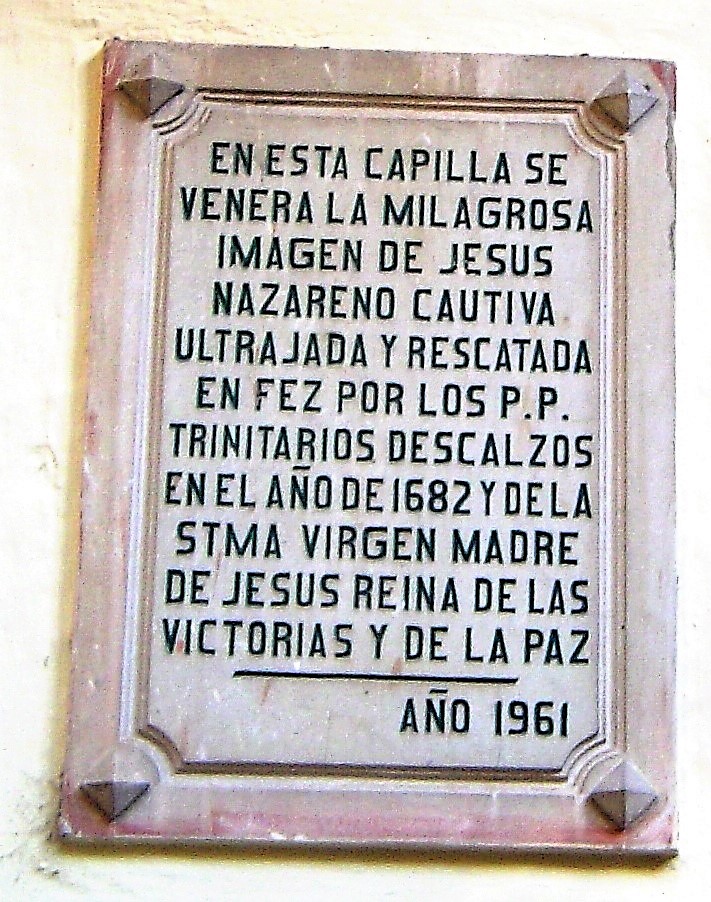 EN ESTA CAPILLA SE
VENERA LA MILAGROSA
IMAGEN DE JESUS
NAZARENO CAUTIVA
ULTRAJADA Y RESCATADA
EN FEZ POR LOS P.P.
TRINITARIOS DESCALZOS
EN EL AÑO DE 1682 Y DE LA
STMA VIRGEN MADRE
DE JESUS REINA DE LAS
VICTORIAS Y DE LA PAZ
AÑO 1961